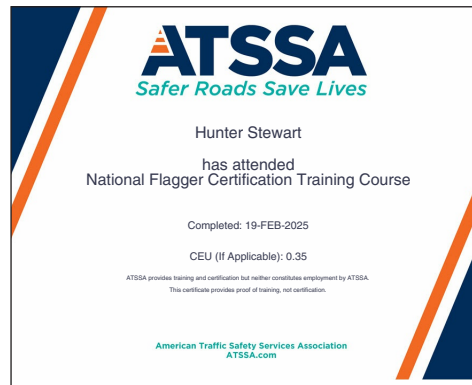 ATSSA
Safer Roads Save Lives
Hunter Stewart
has attended
National Flagger Certification Training Course
Completed: 19-FEB-2025
CEU (If Applicable): 0.35
ATSSA provides training and certification but neither constitutes employment by ATSSA.
This certificate provides proof of training, not certification.
American Traffic Safety Services Association
ATSSA.com